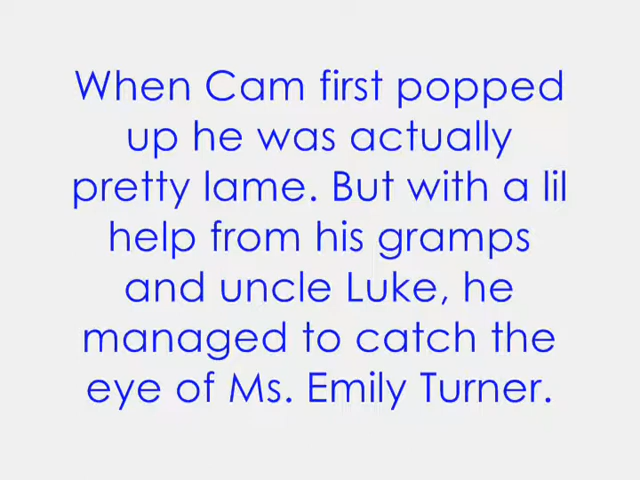 When Cam first popped
up he was actually
pretty lame. But with a lil
help from his gramps
and uncle Luke, he
managed to catch the
eye of Ms. Emily Turner.